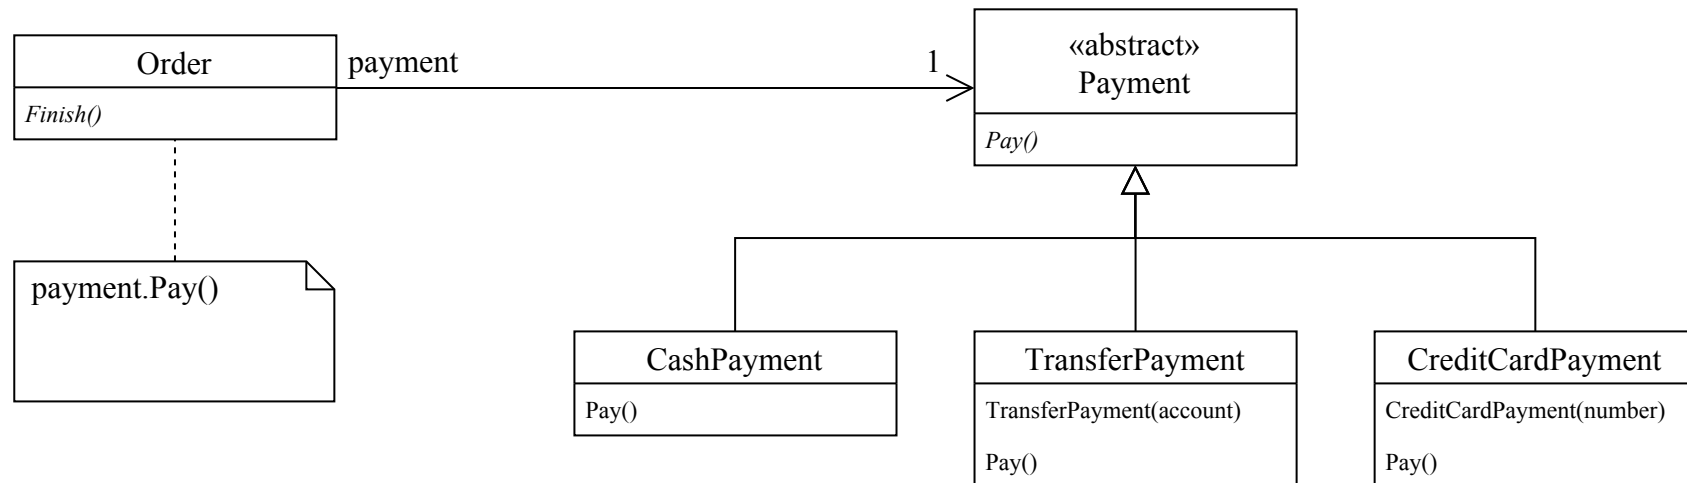 Order
Finish()
payment
1
«abstract»
Payment
Pay()
payment.Pay()
CashPayment
Pay()
TransferPayment
TransferPayment(account)
Pay()
CreditCardPayment
CreditCardPayment(number)
Pay()